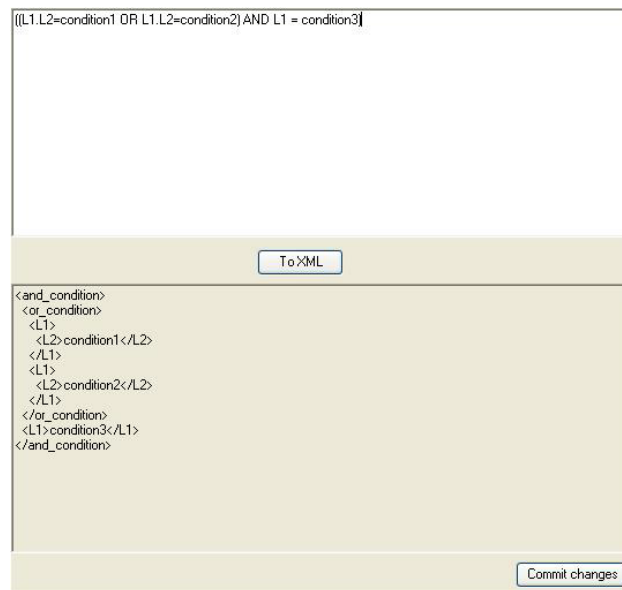 ((L1.L2=condition1 OR L1.L2=condition2) AND L1 = condition3)
To XML
<and_condition>
<or_condition>
<L1>
<L2>condition1</L2>
</L1>
<L1>
<L2>condition2</L2>
</L1>
</or_condition>
<L1>condition3</L1>
</and_condition>
Commit changes